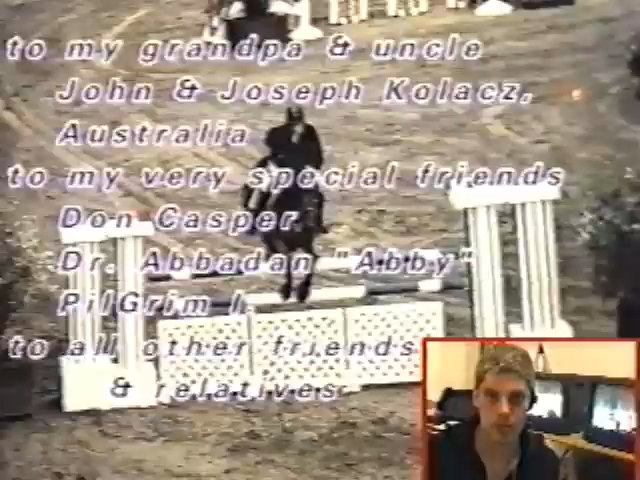 to my grandpa & uncle
John & Joseph Kolacz,
Australia
to my very special friends
Don Casper,
Dr. Abbadan "Abby"
PilGrim I.
to all other friends
& relatives